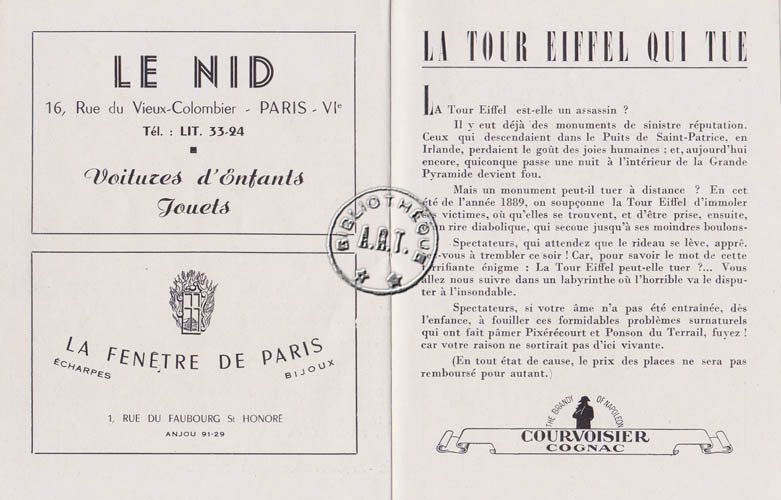 LE NID
16, Rue du Vieux-Colombier - PARIS - VIe
Tél. : LIT. 33-24
Voitures d'Enfants
Jouets
LA FENÊTRE DE PARIS
ÉCHARPES BIJOUX
1, RUE DU FAUBOURG St HONORÉ
ANJOU 91-29
BIBLIOTHÈQUE
A.R.T.
LA TOUR EIFFEL QUI TUE
LA Tour Eiffel est-elle un assassin ?
Il y eut déjà des monuments de sinistre réputation.
Ceux qui descendaient dans le Puits de Saint-Patrice, en
Irlande, perdaient le goût des joies humaines ; et, aujourd'hui
encore, quiconque passe une nuit à l'intérieur de la Grande
Pyramide devient fou.
Mais un monument peut-il tuer à distance ? En cet
été de l'année 1889, on soupçonne la Tour Eiffel d'immoler
victimes, où qu'elles se trouvent, et d'être prise, ensuite,
rire diabolique, qui secoue jusqu'à ses moindres boulons-
Spectateurs, qui attendez que le rideau se lève, apprê.
-vous à trembler ce soir ! Car, pour savoir le mot de cette
terrifiante énigme : La Tour Eiffel peut-elle tuer ?... Vous
allez nous suivre dans un labyrinthe où l'horrible va le dispu-
ter à l'insondable.
Spectateurs, si votre âme n'a pas été entraînée, dès
l'enfance, à fouiller ces formidables problèmes surnaturels
qui ont fait pâmer Pixérécourt et Ponson du Terrail, fuyez !
car votre raison ne sortirait pas d'ici vivante.
(En tout état de cause, le prix des places ne sera pas
remboursé pour autant.)
THE BRANDY OF NAPOLEON
COURVOISIER
COGNAC